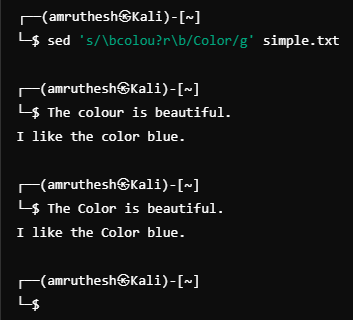 ┌──(amruthesh㉿Kali)-[~]
└─$ sed 's/\bcolou?r\b/Color/g' simple.txt
┌──(amruthesh㉿Kali)-[~]
└─$ The colour is beautiful.
I like the color blue.
┌──(amruthesh㉿Kali)-[~]
└─$ The Color is beautiful.
I like the Color blue.
┌──(amruthesh㉿Kali)-[~]
└─$